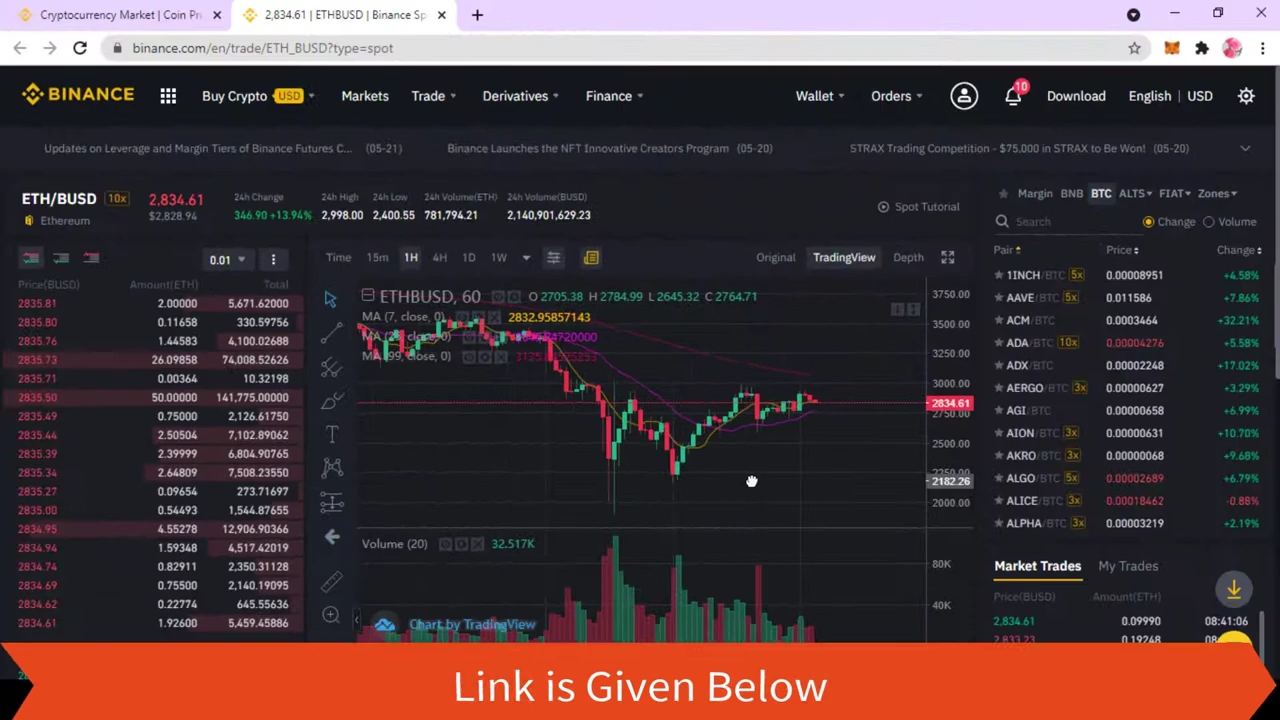 Cryptocurrency Market | Coin Pr
2,834.61 | ETHBUSD | Binance Sp
binance.com/en/trade/ETH_BUSD?type=spot
BINANCE
Buy Crypto USD
Markets
Trade
Derivatives
Finance
Wallet
Orders
10
Download
English | USD
Updates on Leverage and Margin Tiers of Binance Futures C... (05-21)
Binance Launches the NFT Innovative Creators Program (05-20)
STRAX Trading Competition - $75,000 in STRAX to Be Won! (05-20)
ETH/BUSD 10x
Ethereum
2,834.61
$2,828.94
24h Change
346.90 +13.94%
24h High
2,998.00
24h Low
2,400.55
24h Volume(ETH)
781,794.21
24h Volume(BUSD)
2,140,901,629.23
Spot Tutorial
0.01
Price(BUSD) Amount(ETH) Total
2835.81 2.00000 5,671.62000
2835.80 0.11658 330.59756
2835.76 1.44583 4,100.02688
2835.73 26.09858 74,008.52626
2835.71 0.00364 10.32198
2835.50 50.00000 141,775.00000
2835.49 0.75000 2,126.61750
2835.44 2.50504 7,102.89062
2835.39 2.39999 6,804.90765
2835.34 2.64809 7,508.23550
2835.27 0.09654 273.71697
2835.00 0.54493 1,544.87655
2834.95 4.55278 12,906.90366
2834.94 1.59348 4,517.42019
2834.74 0.82911 2,350.31128
2834.69 0.75500 2,140.19095
2834.62 0.22774 645.55636
2834.61 1.92600 5,459.45886
Time 15m 1H 4H 1D 1W
Original TradingView Depth
ETHBUSD, 60 O 2705.38 H 2784.99 L 2645.32 C 2764.71
MA (7, close, 0) 2832.95857143
MA (99, close, 0)
3750.00
3500.00
3250.00
3000.00
2834.61
2750.00
2500.00
2250.00
2182.26
2000.00
Volume (20) 32.517K
80K
40K
Chart by TradingView
Margin BNB BTC ALTS FIAT Zones
Search
Change Volume
Pair Price Change
1INCH/BTC 5x 0.00008951 +4.58%
AAVE/BTC 5x 0.011586 +7.86%
ACM/BTC 0.0003464 +32.21%
ADA/BTC 10x 0.00004276 +5.58%
ADX/BTC 0.00002248 +17.02%
AERGO/BTC 3x 0.00000627 +3.29%
AGI/BTC 0.00000441 +6.99%
AION/BTC 3x 0.00000631 +10.70%
AKRO/BTC 3x 0.00000068 +9.68%
ALGO/BTC 5x 0.00002689 +6.79%
ALICE/BTC 3x 0.00018462 -0.88%
ALPHA/BTC 3x 0.00003219 +2.19%
Market Trades My Trades
Price(BUSD) Amount(ETH)
2,834.61 0.09990 08:41:06
2,833.23 0.19248
Link is Given Below